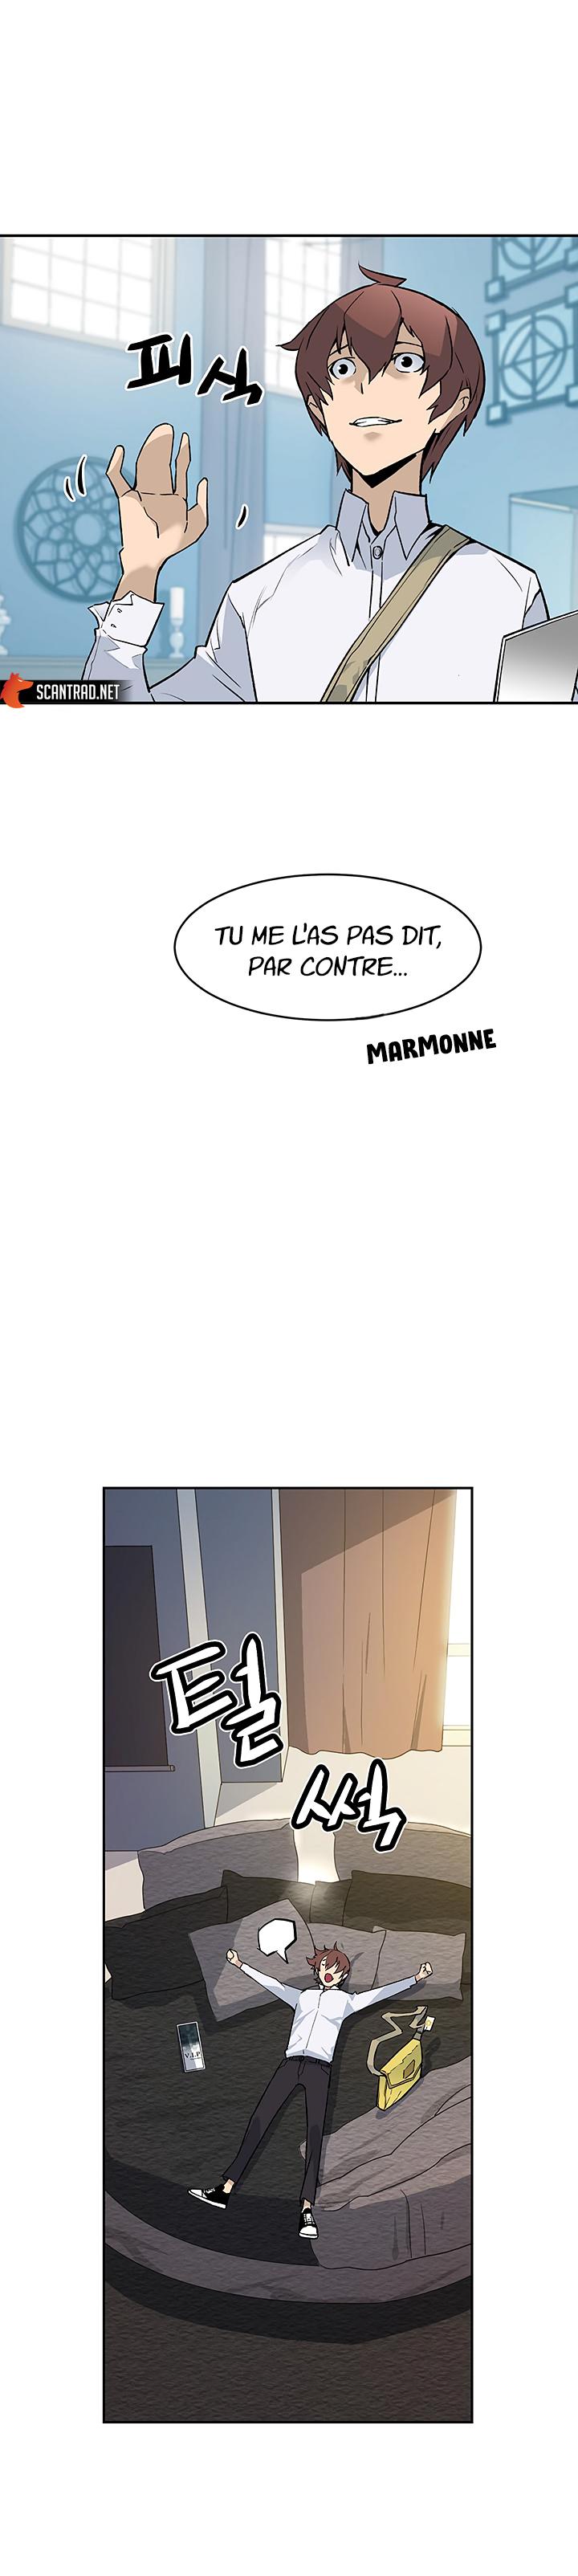 피식
SCANTRAD.NET
TU ME L'AS PAS DIT,
PAR CONTRE...
MARMONNE
털
썩
V.I.P